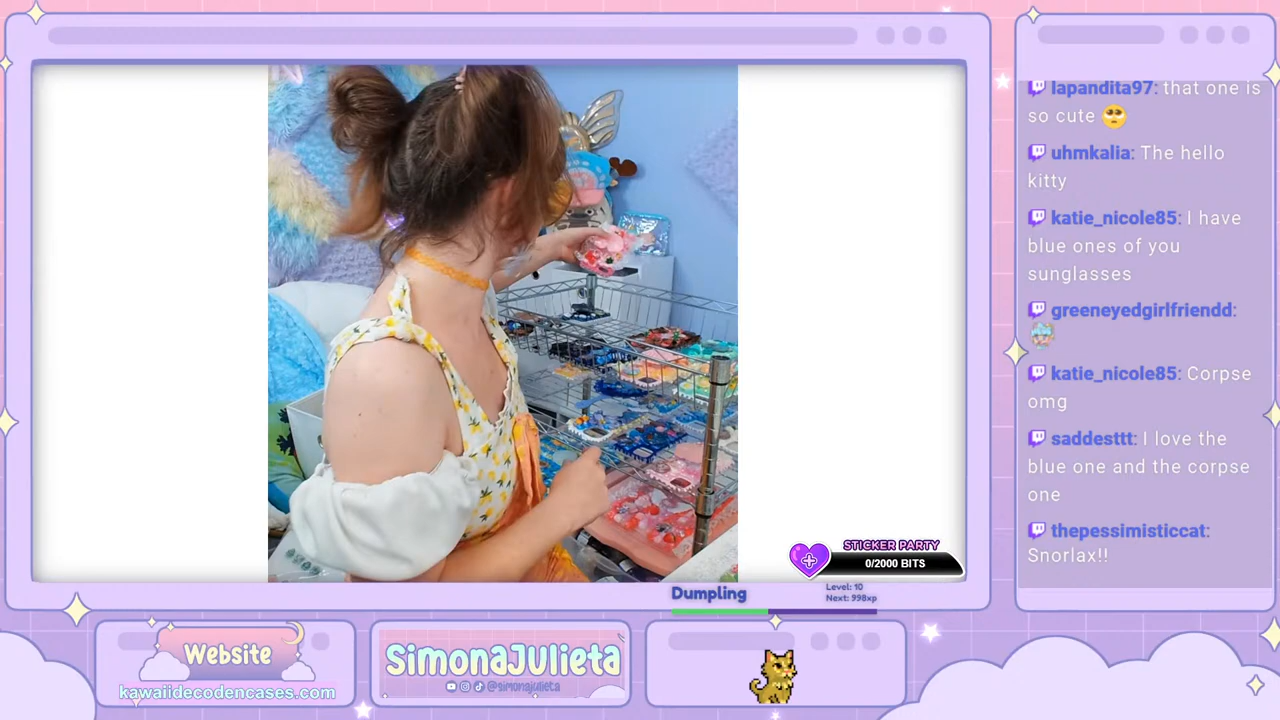 lapandita97: that one is
so cute 🥺
uhmkalia: The hello
kitty
katie_nicole85: I have
blue ones of you
sunglasses
greeneyedgirlfriendd:
katie_nicole85: Corpse
omg
saddesttt: I love the
blue one and the corpse
one
thepessimisticcat:
Snorlax!!
STICKER PARTY
0/2000 BITS
Dumpling
Level: 10
Next: 998xp
Website
kawaiidecodencases.com
SimonaJulieta
@simonajulieta